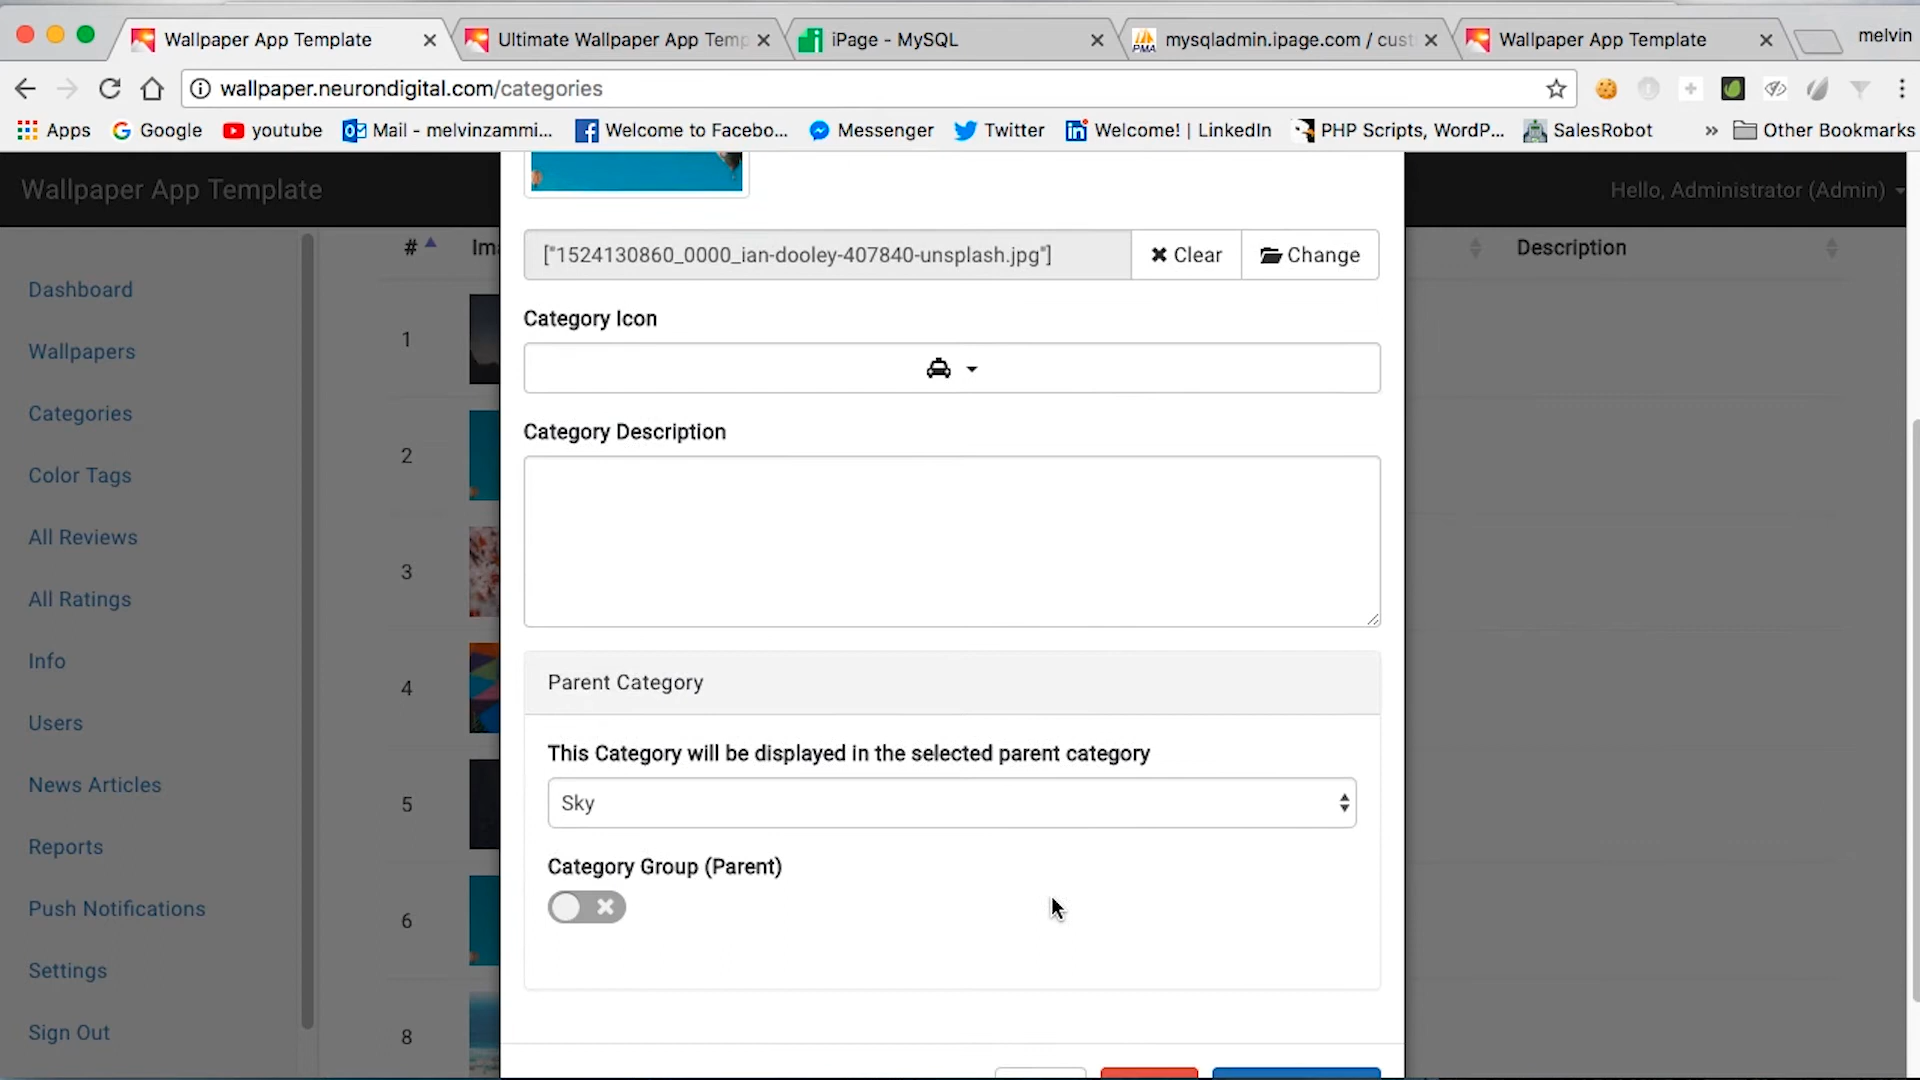 Wallpaper App Template
Ultimate Wallpaper App Temp
iPage - MySQL
PMA
mysqladmin.ipage.com / cust
Wallpaper App Template
melvin
wallpaper.neurondigital.com/categories
Apps
Google
youtube
Mail - melvinzammi...
Welcome to Facebo...
Messenger
Twitter
Welcome! | LinkedIn
PHP Scripts, WordP...
SalesRobot
»
Other Bookmarks
Wallpaper App Template
Hello, Administrator (Admin)
#
Ima
Description
["1524130860_0000_ian-dooley-407840-unsplash.jpg"]
Clear
Change
Dashboard
Wallpapers
Categories
Color Tags
All Reviews
All Ratings
Info
Users
News Articles
Reports
Push Notifications
Settings
Sign Out
1
2
3
4
5
6
8
Category Icon
Category Description
Parent Category
This Category will be displayed in the selected parent category
Sky
Category Group (Parent)